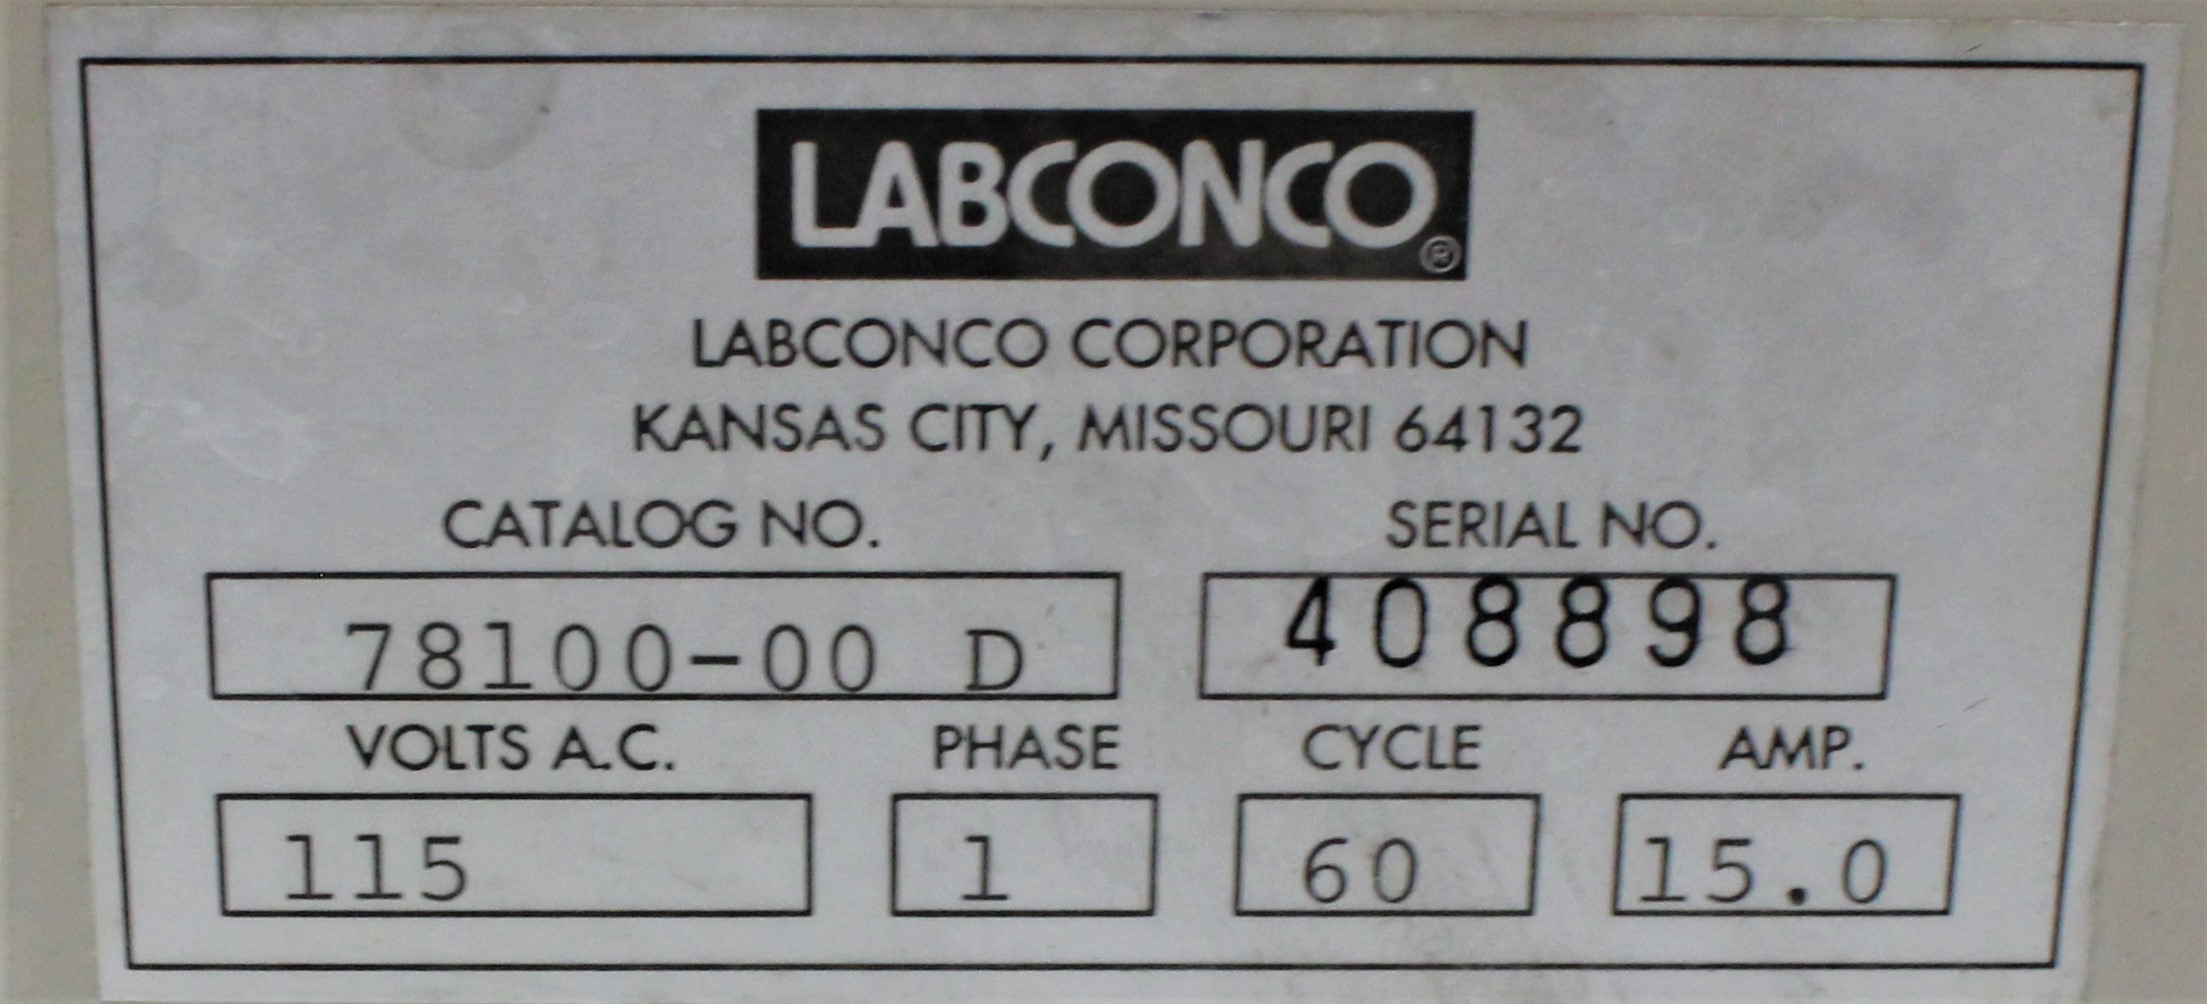 LABCONCO®
LABCONCO CORPORATION
KANSAS CITY, MISSOURI 64132
CATALOG NO. SERIAL NO.
78100-00 D 408898
VOLTS A.C. PHASE CYCLE AMP.
115 1 60 15.0